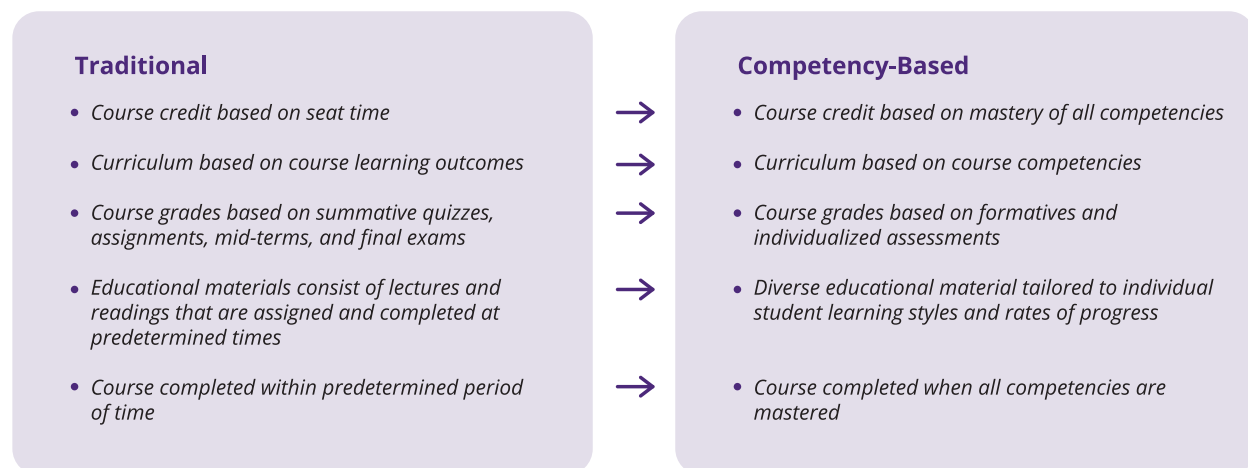 Traditional
• Course credit based on seat time
• Curriculum based on course learning outcomes
• Course grades based on summative quizzes,
assignments, mid-terms, and final exams
• Educational materials consist of lectures and
readings that are assigned and completed at
predetermined times
• Course completed within predetermined period
of time
Competency-Based
• Course credit based on mastery of all competencies
• Curriculum based on course competencies
• Course grades based on formatives and
individualized assessments
• Diverse educational material tailored to individual
student learning styles and rates of progress
• Course completed when all competencies are
mastered